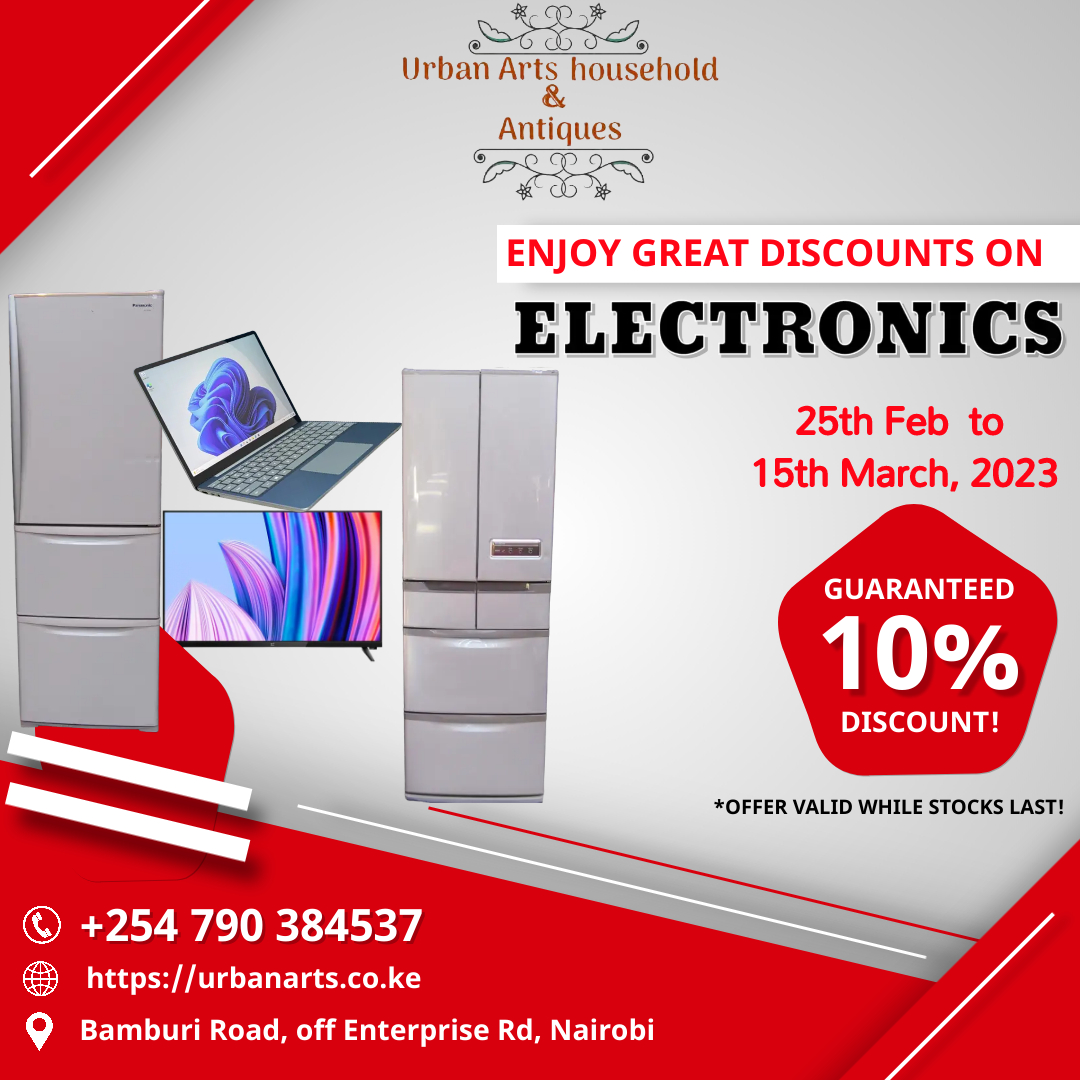 Urban Arts household
&
Antiques
ENJOY GREAT DISCOUNTS ON
ELECTRONICS
25th Feb to
15th March, 2023
GUARANTEED
10%
DISCOUNT!
*OFFER VALID WHILE STOCKS LAST!
Panasonic
+254 790 384537
https://urbanarts.co.ke
Bamburi Road, off Enterprise Rd, Nairobi